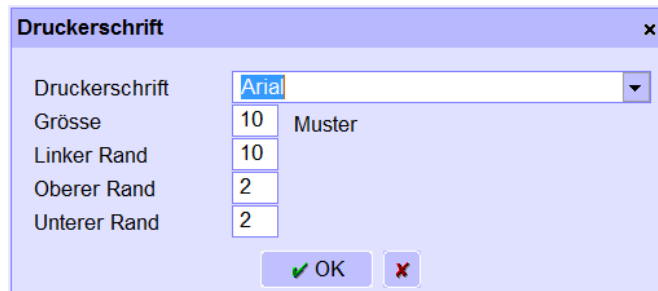 Druckerschrift
Druckerschrift Arial
Grösse 10 Muster
Linker Rand 10
Oberer Rand 2
Unterer Rand 2
OK